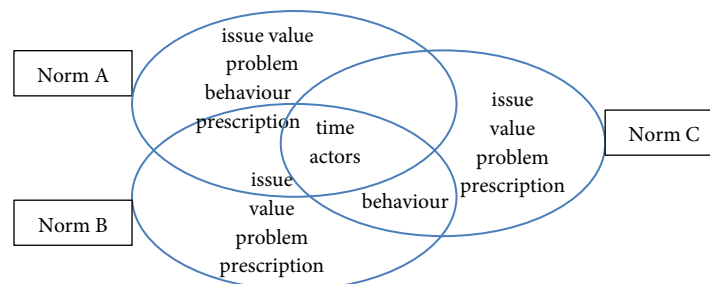 Norm A
issue value
problem
behaviour
prescription
time
actors
issue
value
problem
prescription
Norm C
Norm B
issue
value
problem
prescription
behaviour